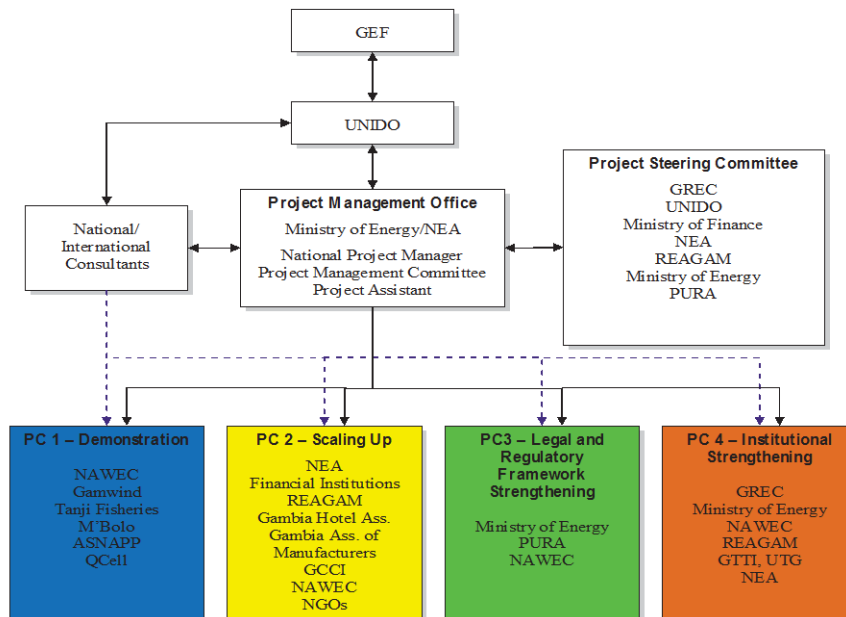 GEF
UNIDO
Project Steering Committee
GREC
UNIDO
Ministry of Finance
NEA
REAGAM
Ministry of Energy
PURA
Project Management Office
Ministry of Energy/NEA
National Project Manager
Project Management Committee
Project Assistant
National/
International
Consultants
PC 1 – Demonstration
NAWEC
Gamwind
Tanji Fisheries
M’Bolo
ASNAPP
QCell
PC 2 – Scaling Up
NEA
Financial Institutions
REAGAM
Gambia Hotel Ass.
Gambia Ass. of
Manufacturers
GCCI
NAWEC
NGOs
PC3 – Legal and
Regulatory
Framework
Strengthening
Ministry of Energy
PURA
NAWEC
PC 4 – Institutional
Strengthening
GREC
Ministry of Energy
NAWEC
REAGAM
GTTI, UTG
NEA